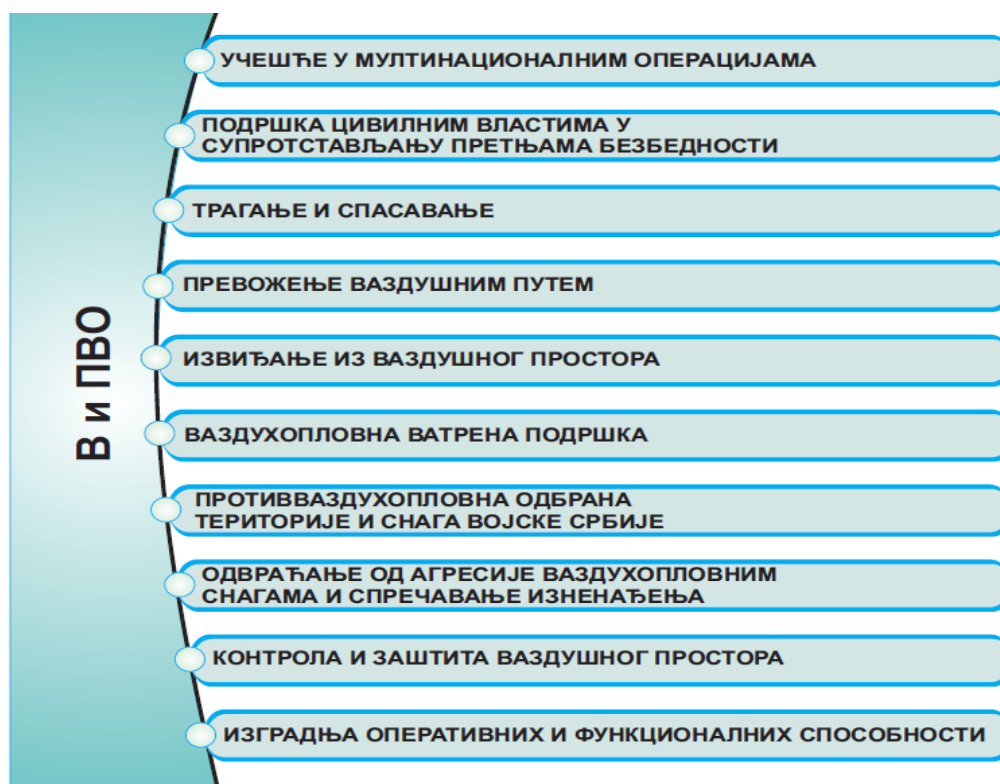 В и ПВО
УЧЕШЋЕ У МУЛТИНАЦИОНАЛНИМ ОПЕРАЦИЈАМА
ПОДРШКА ЦИВИЛНИМ ВЛАСТИМА У
СУПРОТСТАВЉАЊУ ПРЕТЊАМА БЕЗБЕДНОСТИ
ТРАГАЊЕ И СПАСАВАЊЕ
ПРЕВОЖЕЊЕ ВАЗДУШНИМ ПУТЕМ
ИЗВИЂАЊЕ ИЗ ВАЗДУШНОГ ПРОСТОРА
ВАЗДУХОПЛОВНА ВАТРЕНА ПОДРШКА
ПРОТИВВАЗДУХОПЛОВНА ОДБРАНА
ТЕРИТОРИЈЕ И СНАГА ВОЈСКЕ СРБИЈЕ
ОДВРАЋАЊЕ ОД АГРЕСИЈЕ ВАЗДУХОПЛОВНИМ
СНАГАМА И СПРЕЧАВАЊЕ ИЗНЕНАЂЕЊА
КОНТРОЛА И ЗАШТИТА ВАЗДУШНОГ ПРОСТОРА
ИЗГРАДЊА ОПЕРАТИВНИХ И ФУНКЦИОНАЛНИХ СПОСОБНОСТИ